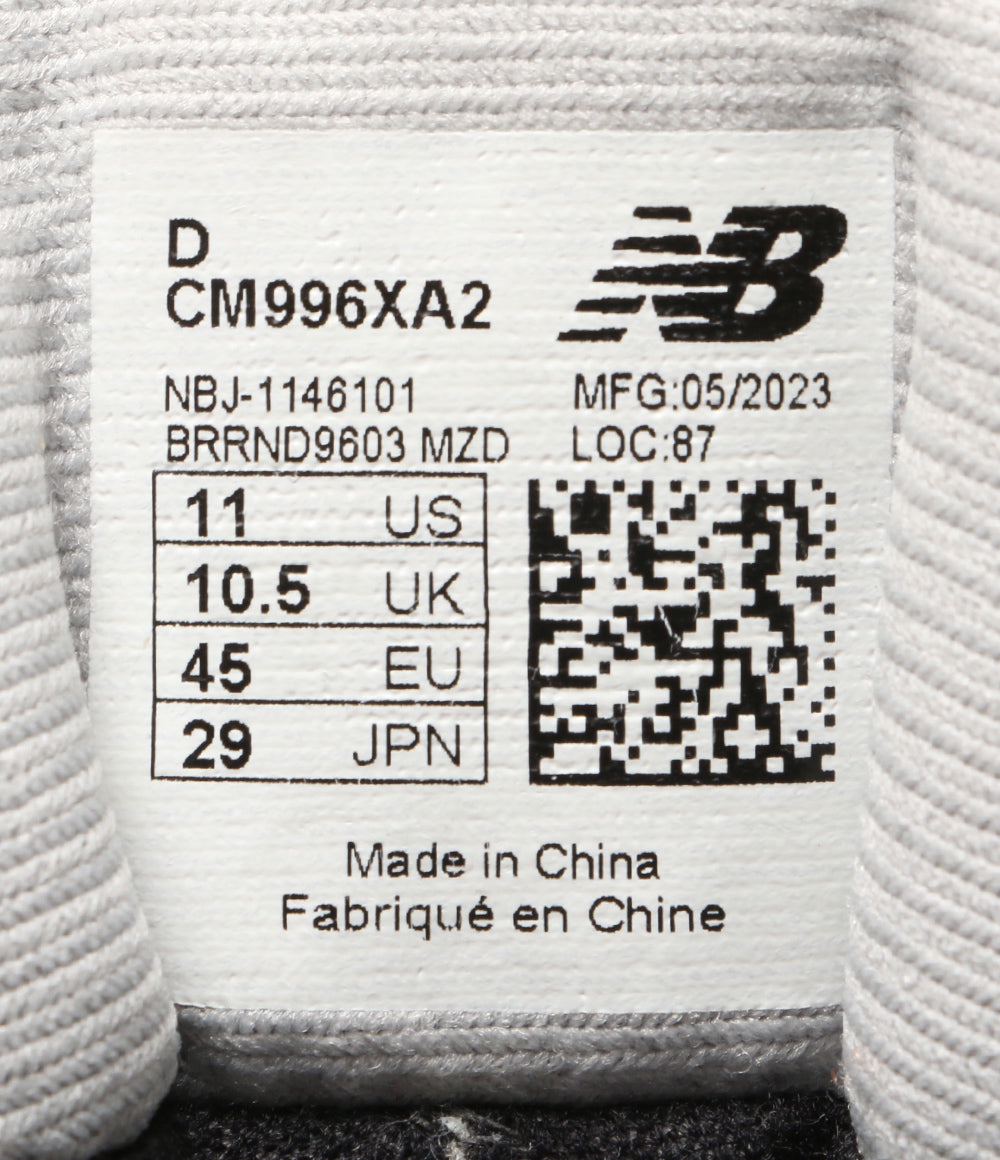 D
NB
CM996XA2
NBJ-1146101 MFG:05/2023
BRRND9603 MZD LOC:87
11 US
10.5 UK
45 EU
29 JPN
Made in China
Fabriqué en Chine